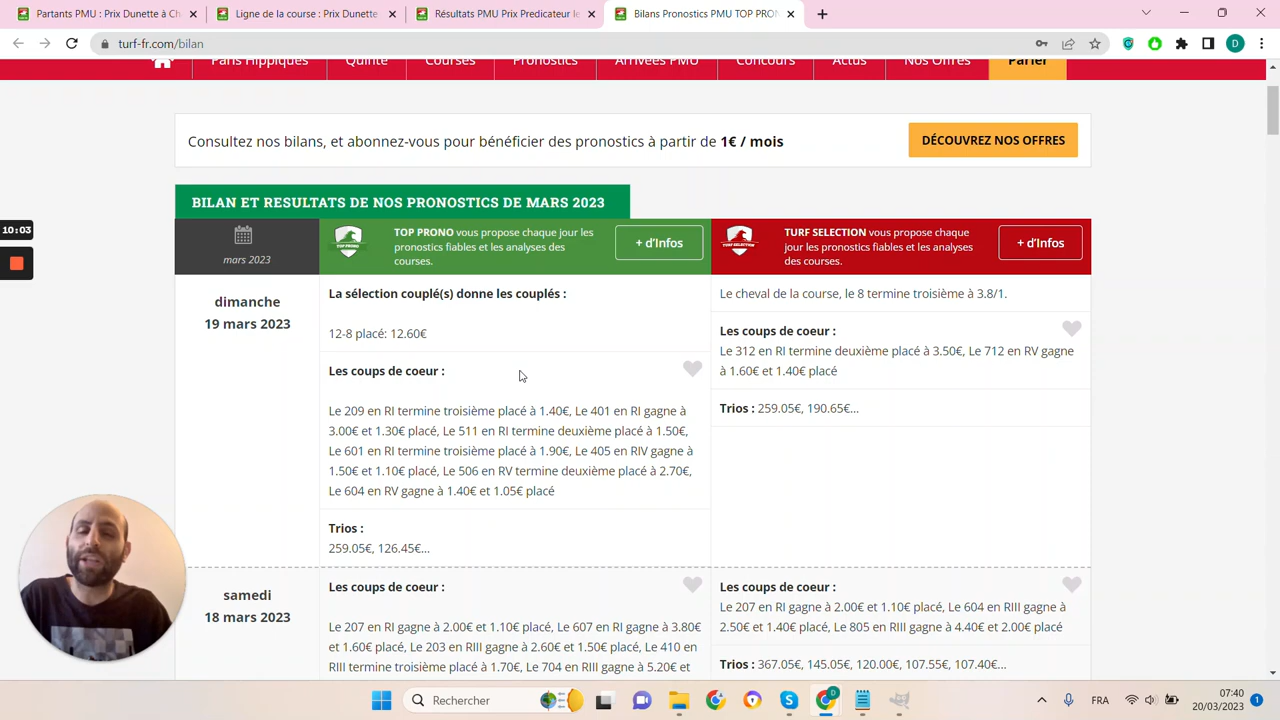 Partants PMU : Prix Dunette à Ch
Ligne de la course : Prix Dunette
Résultats PMU Prix Predicateur le
Bilans Pronostics PMU TOP PRON
turf-fr.com/bilan
D
Paris Hippiques
Quinté
Courses
Pronostics
Arrivées PMU
Concours
Actus
Nos Offres
Parier
Consultez nos bilans, et abonnez-vous pour bénéficier des pronostics à partir de 1€ / mois
DÉCOUVREZ NOS OFFRES
BILAN ET RESULTATS DE NOS PRONOSTICS DE MARS 2023
10:03
mars 2023
TOP PRONO
TOP PRONO vous propose chaque jour les
pronostics fiables et les analyses des
courses.
+ d'Infos
TURF SELECTION
TURF SELECTION vous propose chaque
jour les pronostics fiables et les analyses
des courses.
+ d'Infos
dimanche
19 mars 2023
La sélection couplé(s) donne les couplés :
12-8 placé: 12.60€
Les coups de coeur :
Le 209 en RI termine troisième placé à 1.40€, Le 401 en RI gagne à
3.00€ et 1.30€ placé, Le 511 en RI termine deuxième placé à 1.50€,
Le 601 en RI termine troisième placé à 1.90€, Le 405 en RIV gagne à
1.50€ et 1.10€ placé, Le 506 en RV termine deuxième placé à 2.70€,
Le 604 en RV gagne à 1.40€ et 1.05€ placé
Trios :
259.05€, 126.45€...
Le cheval de la course, le 8 termine troisième à 3.8/1.
Les coups de coeur :
Le 312 en RI termine deuxième placé à 3.50€, Le 712 en RV gagne
à 1.60€ et 1.40€ placé
Trios : 259.05€, 190.65€...
samedi
18 mars 2023
Les coups de coeur :
Le 207 en RI gagne à 2.00€ et 1.10€ placé, Le 607 en RI gagne à 3.80€
et 1.60€ placé, Le 203 en RIII gagne à 2.60€ et 1.50€ placé, Le 410 en
RIII termine troisième placé à 1.70€, Le 704 en RIII gagne à 5.20€ et
Les coups de coeur :
Le 207 en RI gagne à 2.00€ et 1.10€ placé, Le 604 en RIII gagne à
2.50€ et 1.40€ placé, Le 805 en RIII gagne à 4.40€ et 2.00€ placé
Trios : 367.05€, 145.05€, 120.00€, 107.55€, 107.40€...
Rechercher
FRA
07:40
20/03/2023
1